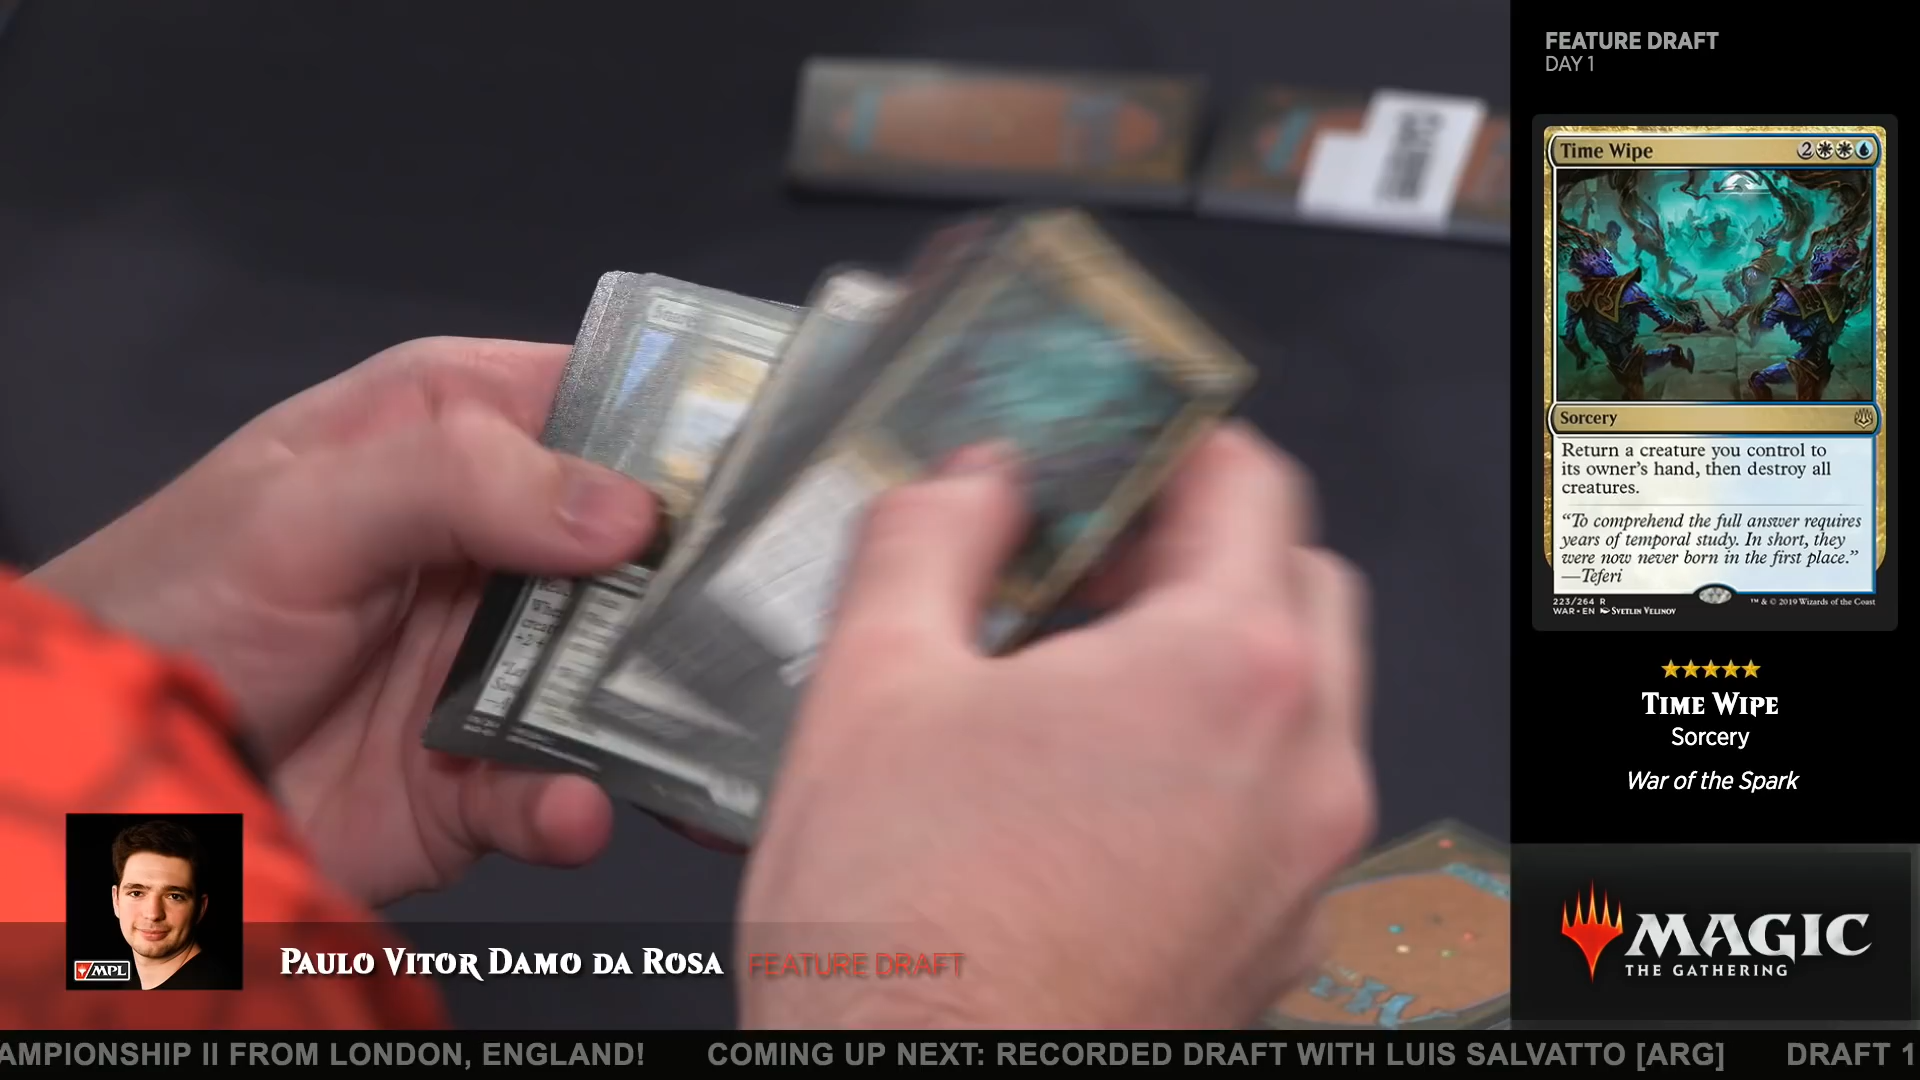 FEATURE DRAFT
DAY 1
Time Wipe
2
Sorcery
Return a creature you control to
its owner's hand, then destroy all
creatures.
“To comprehend the full answer requires
years of temporal study. In short, they
were now never born in the first place.”
—Teferi
223/264 R
WAR • EN SVETLIN VELINOV
™ & © 2019 Wizards of the Coast
★★★★★
TIME WIPE
Sorcery
War of the Spark
MPL
PAULO VITOR DAMO DA ROSA FEATURE DRAFT
MAGIC
THE GATHERING
AMPIONSHIP II FROM LONDON, ENGLAND! COMING UP NEXT: RECORDED DRAFT WITH LUIS SALVATTO [ARG] DRAFT 1